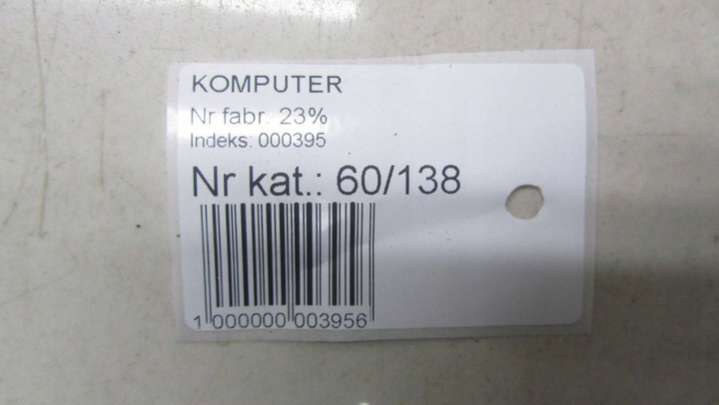 KOMPUTER
Nr fabr: 23%
Indeks: 000395
Nr kat.: 60/138
1 000000 003956